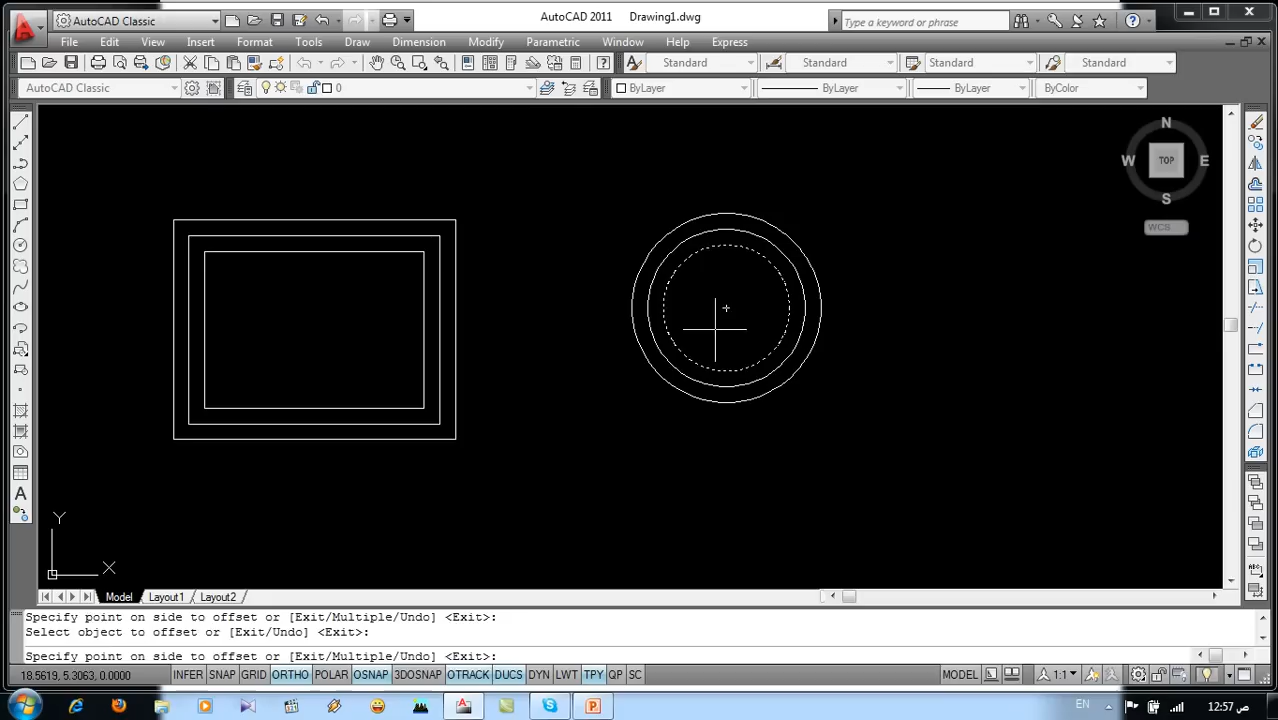 AutoCAD Classic
AutoCAD 2011 Drawing1.dwg
Type a keyword or phrase
File Edit View Insert Format Tools Draw Dimension Modify Parametric Window Help Express
Standard Standard Standard Standard
AutoCAD Classic 0 ByLayer ByLayer ByLayer ByColor
N
W TOP E
S
WCS
Y
X
Model Layout1 Layout2
Specify point on side to offset or [Exit/Multiple/Undo] <Exit>:
Select object to offset or [Exit/Undo] <Exit>:
Specify point on side to offset or [Exit/Multiple/Undo] <Exit>:
18.5619, 5.3063, 0.0000 INFER SNAP GRID ORTHO POLAR OSNAP 3DOSNAP OTRACK DUCS DYN LWT TPY QP SC MODEL 1:1
EN 12:57 ص